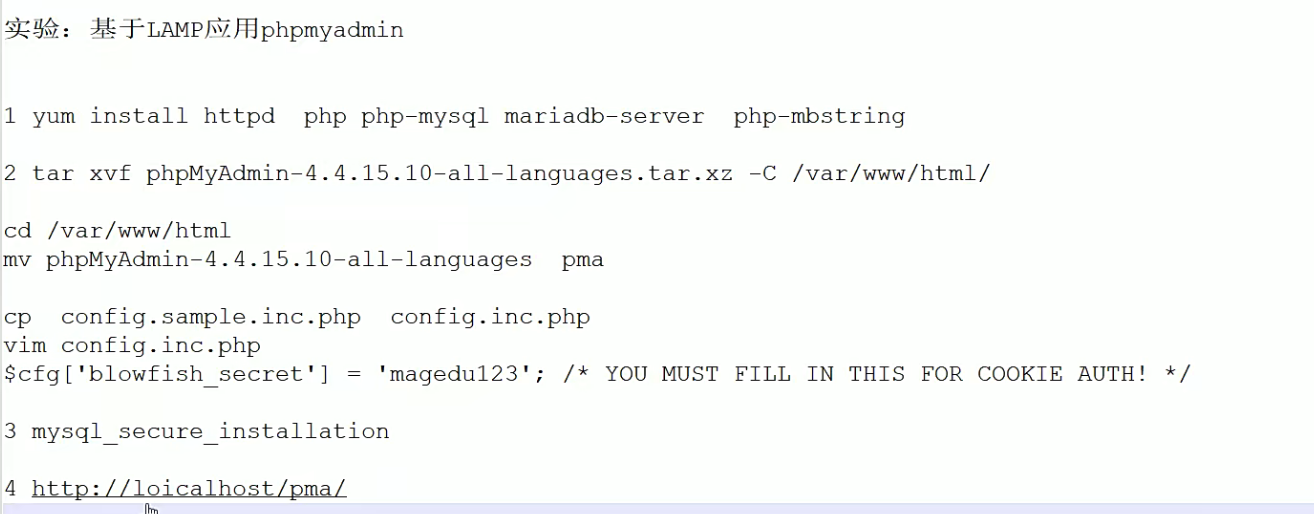 实验：基于LAMP应用phpmyadmin
1 yum install httpd  php php-mysql mariadb-server  php-mbstring
2 tar xvf phpMyAdmin-4.4.15.10-all-languages.tar.xz -C /var/www/html/
cd /var/www/html
mv phpMyAdmin-4.4.15.10-all-languages  pma
cp  config.sample.inc.php  config.inc.php
vim config.inc.php
$cfg['blowfish_secret'] = 'magedu123'; /* YOU MUST FILL IN THIS FOR COOKIE AUTH! */
3 mysql_secure_installation
4 http://loicalhost/pma/